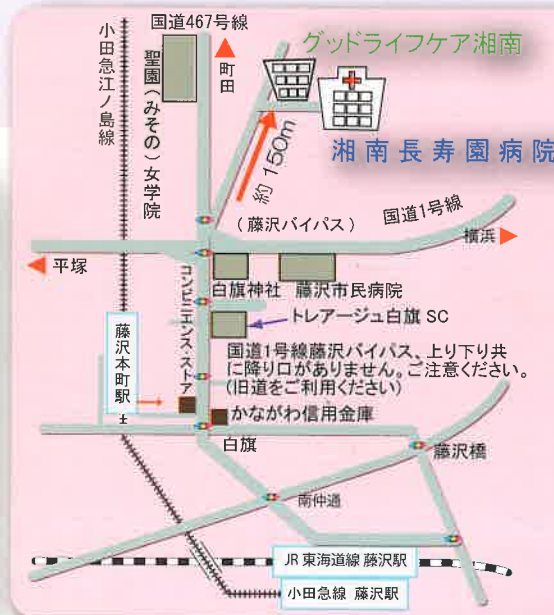 国道467号線
小田急江ノ島線
聖園(みその)女学院
町田
グッドライフケア湘南
湘南長寿園病院
約150m
(藤沢バイパス)
国道1号線
横浜
平塚
白旗神社
藤沢市民病院
コンビニエンス・ストア
トレアージュ白旗 SC
藤沢本町駅
国道1号線藤沢バイパス、上り下り共
に降り口がありません。ご注意ください。
(旧道をご利用ください)
かながわ信用金庫
白旗
藤沢橋
南仲通
JR 東海道線 藤沢駅
小田急線 藤沢駅